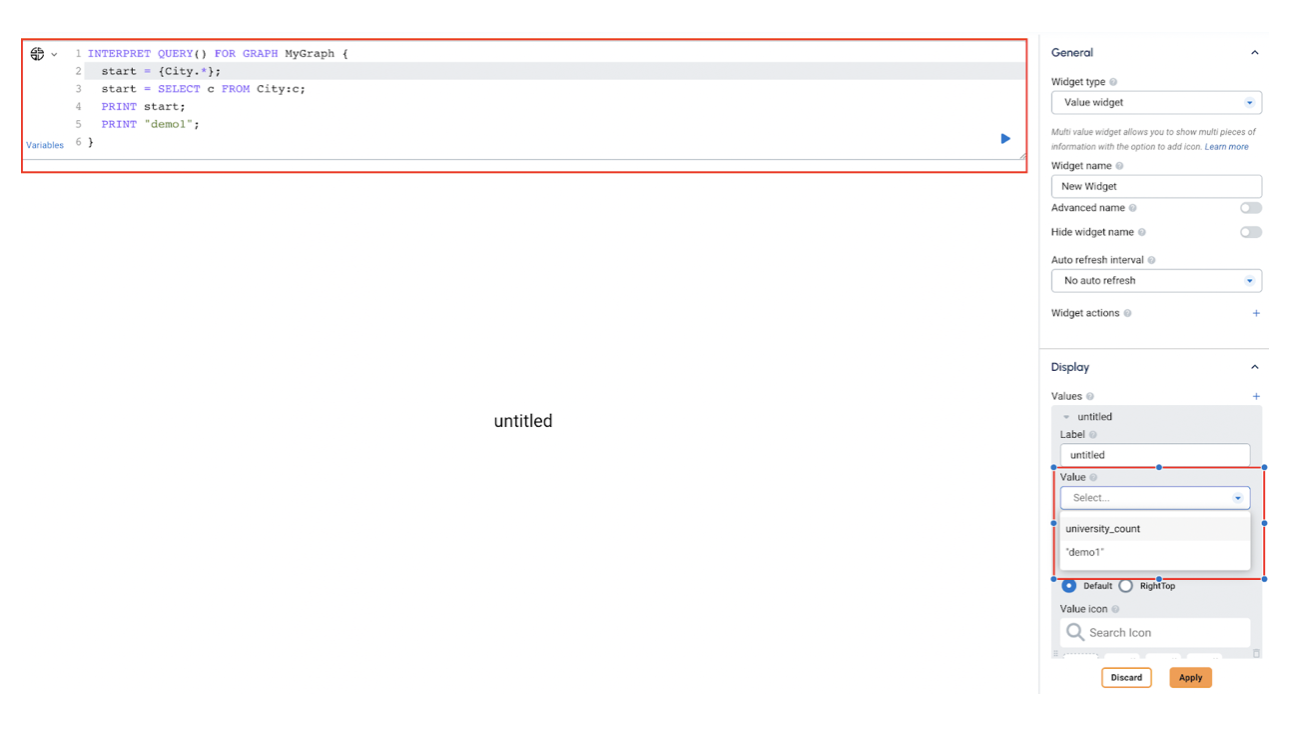 1 INTERPRET QUERY() FOR GRAPH MyGraph {
2 start = {City.*};
3 start = SELECT c FROM City:c;
4 PRINT start;
5 PRINT "demo1";
Variables 6 }
untitled
General
Widget type
Value widget
Multi value widget allows you to show multi pieces of
information with the option to add icon. Learn more
Widget name
New Widget
Advanced name
Hide widget name
Auto refresh interval
No auto refresh
Widget actions
Display
Values
untitled
Label
untitled
Value
Select...
university_count
"demo1"
Default RightTop
Value icon
Search Icon
Discard Apply